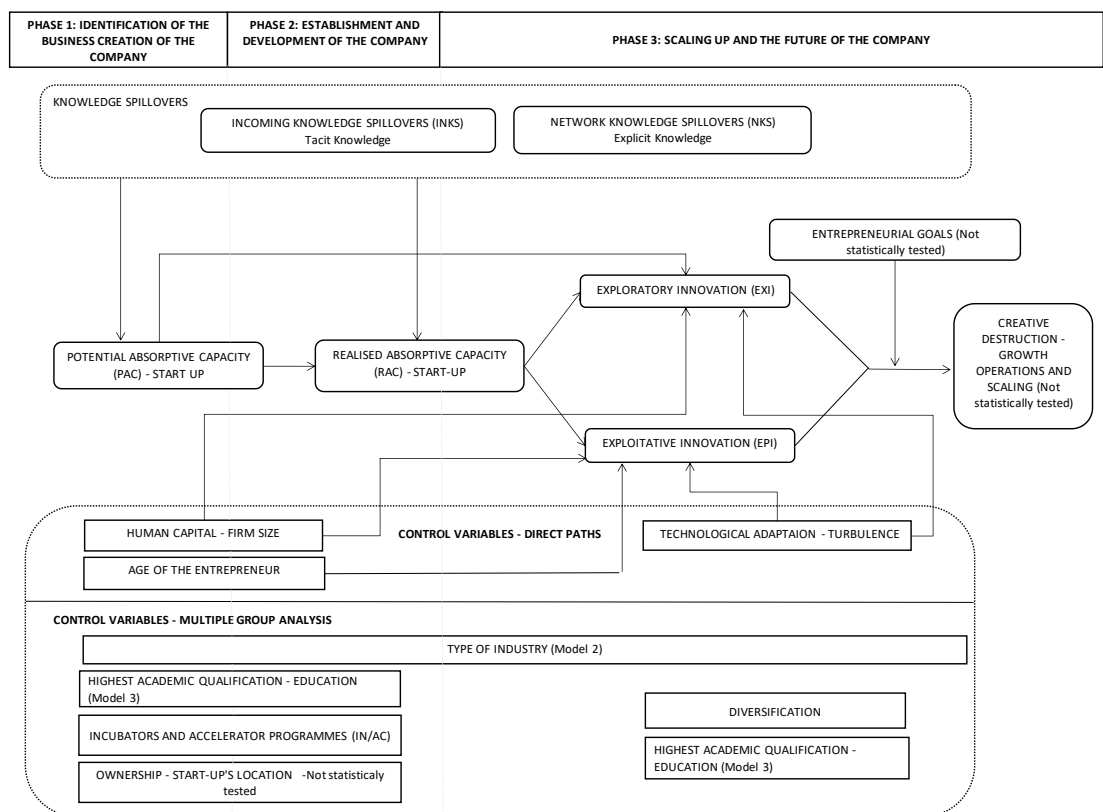 PHASE 1: IDENTIFICATION OF THE
BUSINESS CREATION OF THE
COMPANY
PHASE 2: ESTABLISHMENT AND
DEVELOPMENT OF THE COMPANY
PHASE 3: SCALING UP AND THE FUTURE OF THE COMPANY
KNOWLEDGE SPILLOVERS
INCOMING KNOWLEDGE SPILLOVERS (INKS)
Tacit Knowledge
NETWORK KNOWLEDGE SPILLOVERS (NKS)
Explicit Knowledge
ENTREPRENEURIAL GOALS (Not
statistically tested)
EXPLORATORY INNOVATION (EXI)
POTENTIAL ABSORPTIVE CAPACITY
(PAC) - START UP
REALISED ABSORPTIVE CAPACITY
(RAC) - START-UP
CREATIVE
DESTRUCTION -
GROWTH
OPERATIONS AND
SCALING (Not
statistically tested)
EXPLOITATIVE INNOVATION (EPI)
HUMAN CAPITAL - FIRM SIZE
CONTROL VARIABLES - DIRECT PATHS
TECHNOLOGICAL ADAPTAION - TURBULENCE
AGE OF THE ENTREPRENEUR
CONTROL VARIABLES - MULTIPLE GROUP ANALYSIS
TYPE OF INDUSTRY (Model 2)
HIGHEST ACADEMIC QUALIFICATION - EDUCATION
(Model 3)
DIVERSIFICATION
INCUBATORS AND ACCELERATOR PROGRAMMES (IN/AC)
HIGHEST ACADEMIC QUALIFICATION -
EDUCATION (Model 3)
OWNERSHIP - START-UP'S LOCATION -Not statisticaly
tested